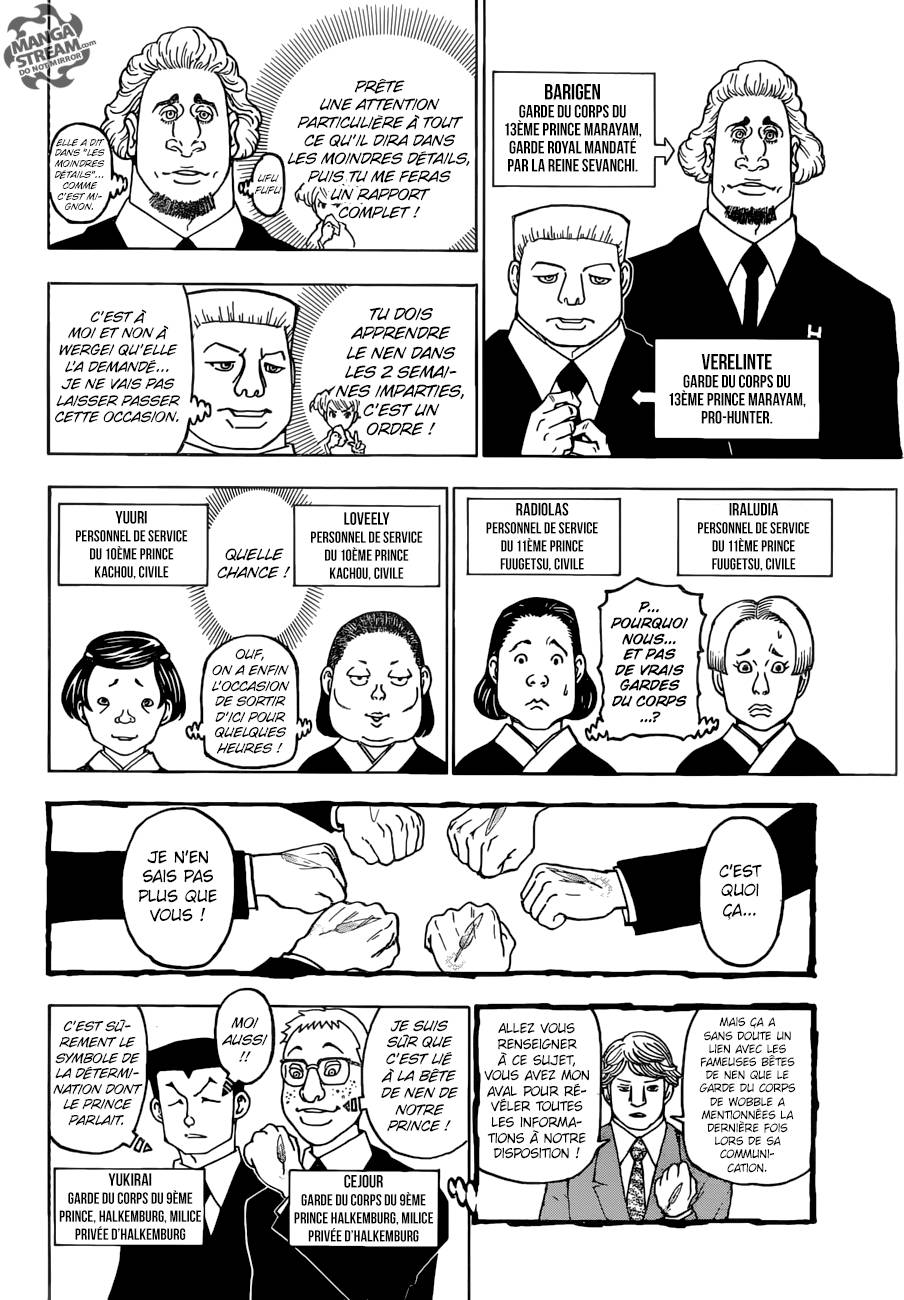 MANGA
STREAM.com
DO NOT MIRROR!
PRÊTE
UNE ATTENTION
PARTICULIÈRE À TOUT
CE QU'IL DIRA DANS
LES MOINDRES DÉTAILS,
PUIS TU ME FERAS
UN RAPPORT
COMPLET !
UFU
FUFU
ELLE A DIT
DANS "LES
MOINDRES
DÉTAILS"...
COMME
C'EST MI-
GNON.
BARIGEN
GARDE DU CORPS DU
13ÈME PRINCE MARAYAM,
GARDE ROYAL MANDATÉ
PAR LA REINE SEVANCHI.
VERELINTE
GARDE DU CORPS DU
13ÈME PRINCE MARAYAM,
PRO-HUNTER.
C'EST À
MOI ET NON À
WERGEI QU'ELLE
L'A DEMANDÉ...
JE NE VAIS PAS
LAISSER PASSER
CETTE OCCASION.
TU DOIS
APPRENDRE
LE NEN DANS
LES 2 SEMAI-
NES IMPARTIES,
C'EST UN
ORDRE !
YUURI
PERSONNEL DE SERVICE
DU 10ÈME PRINCE
KACHOU, CIVILE
QUELLE
CHANCE !
LOVEELY
PERSONNEL DE SERVICE
DU 10ÈME PRINCE
KACHOU, CIVILE
OUF,
ON A ENFIN
L'OCCASION
DE SORTIR
D'ICI POUR
QUELQUES
HEURES !
RADIOLAS
PERSONNEL DE SERVICE
DU 11ÈME PRINCE
FUUGETSU, CIVILE
IRALUDIA
PERSONNEL DE SERVICE
DU 11ÈME PRINCE
FUUGETSU, CIVILE
P...
POURQUOI
NOUS...
ET PAS
DE VRAIS
GARDES
DU CORPS
...?
JE N'EN
SAIS PAS
PLUS QUE
VOUS !
C'EST
QUOI
ÇA...
C'EST SÛ-
REMENT LE
SYMBOLE DE
LA DÉTERMI-
NATION DONT
LE PRINCE
PARLAIT.
MOI
AUSSI
!!
JE SUIS
SÛR QUE
C'EST LIÉ
À LA BÊTE
DE NEN DE
NOTRE
PRINCE !
YUKIRAI
GARDE DU CORPS DU 9ÈME
PRINCE, HALKEMBURG, MILICE
PRIVÉE D'HALKEMBURG
CEJOUR
GARDE DU CORPS DU 9ÈME
PRINCE HALKEMBURG, MILICE
PRIVÉE D'HALKEMBURG
ALLEZ VOUS
RENSEIGNER
À CE SUJET,
VOUS AVEZ MON
AVAL POUR RÉ-
VÊLER TOUTES
LES INFORMA-
TIONS À NOTRE
DISPOSITION !
MAIS ÇA A
SANS DOUTE UN
LIEN AVEC LES
FAMEUSES BÊTES
DE NEN QUE LE
GARDE DU CORPS
DE WOBBLE A
MENTIONNÉES LA
DERNIÈRE FOIS
LORS DE SA
COMMUNI-
CATION.